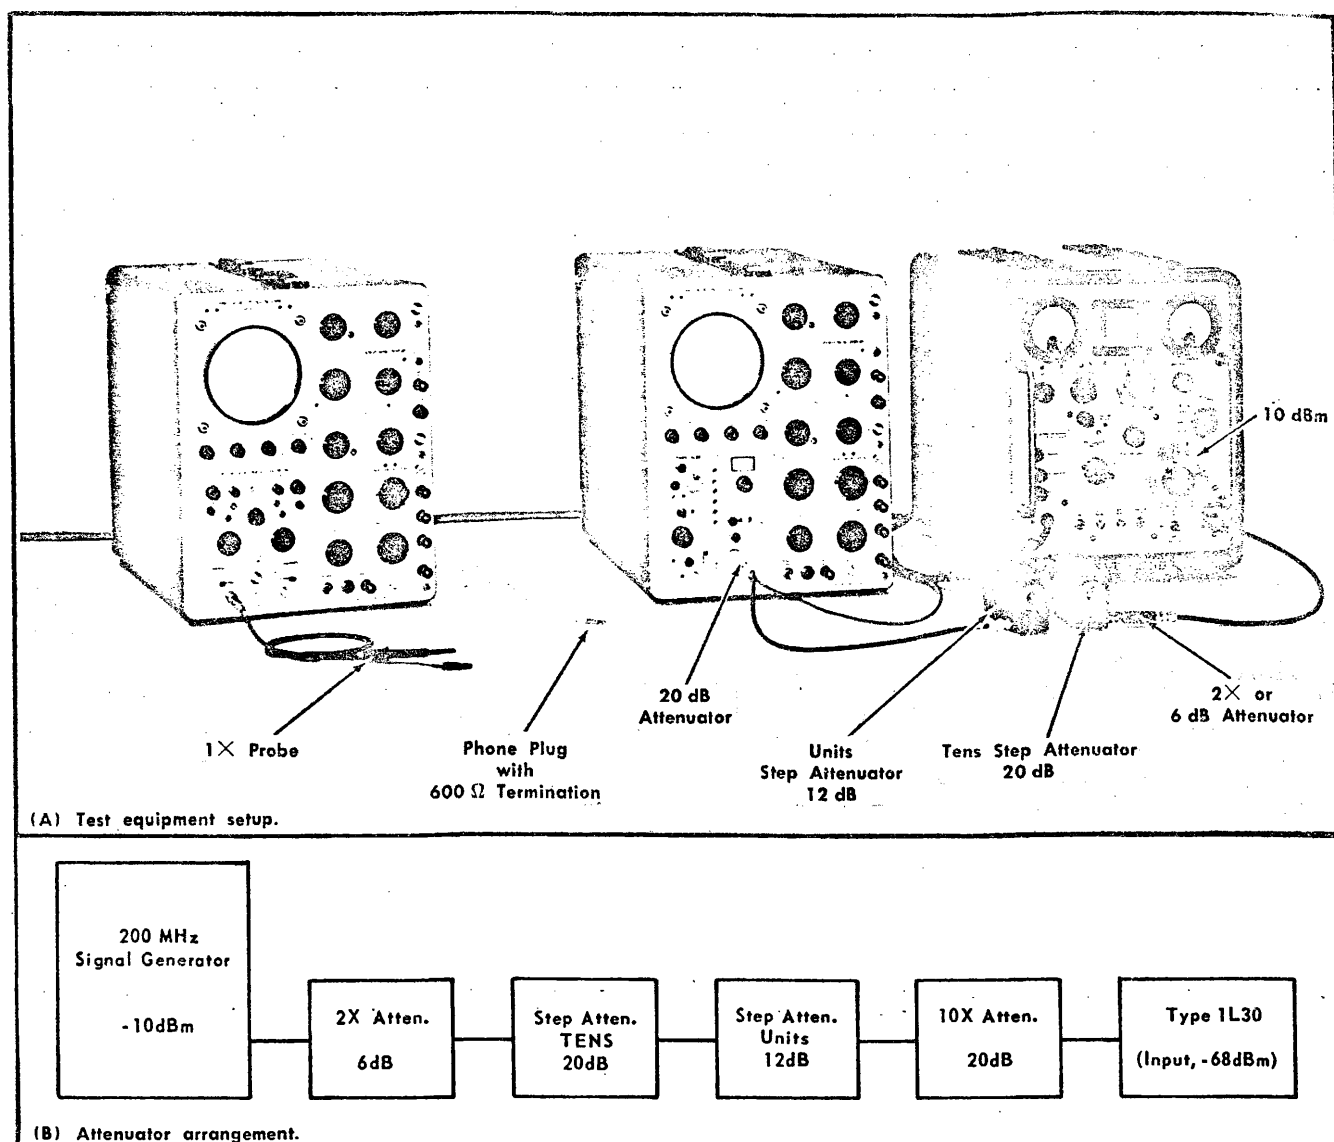 10 dBm
20 dB
Attenuator
2X or
6 dB Attenuator
1X Probe
Phone Plug
with
600 Ω Termination
Units
Step Attenuator
12 dB
Tens Step Attenuator
20 dB
(A) Test equipment setup.
200 MHz
Signal Generator
-10dBm
2X Atten.
6dB
Step Atten.
TENS
20dB
Step Atten.
Units
12dB
10X Atten.
20dB
Type 1L30
(Input, -68dBm)
(B) Attenuator arrangement.